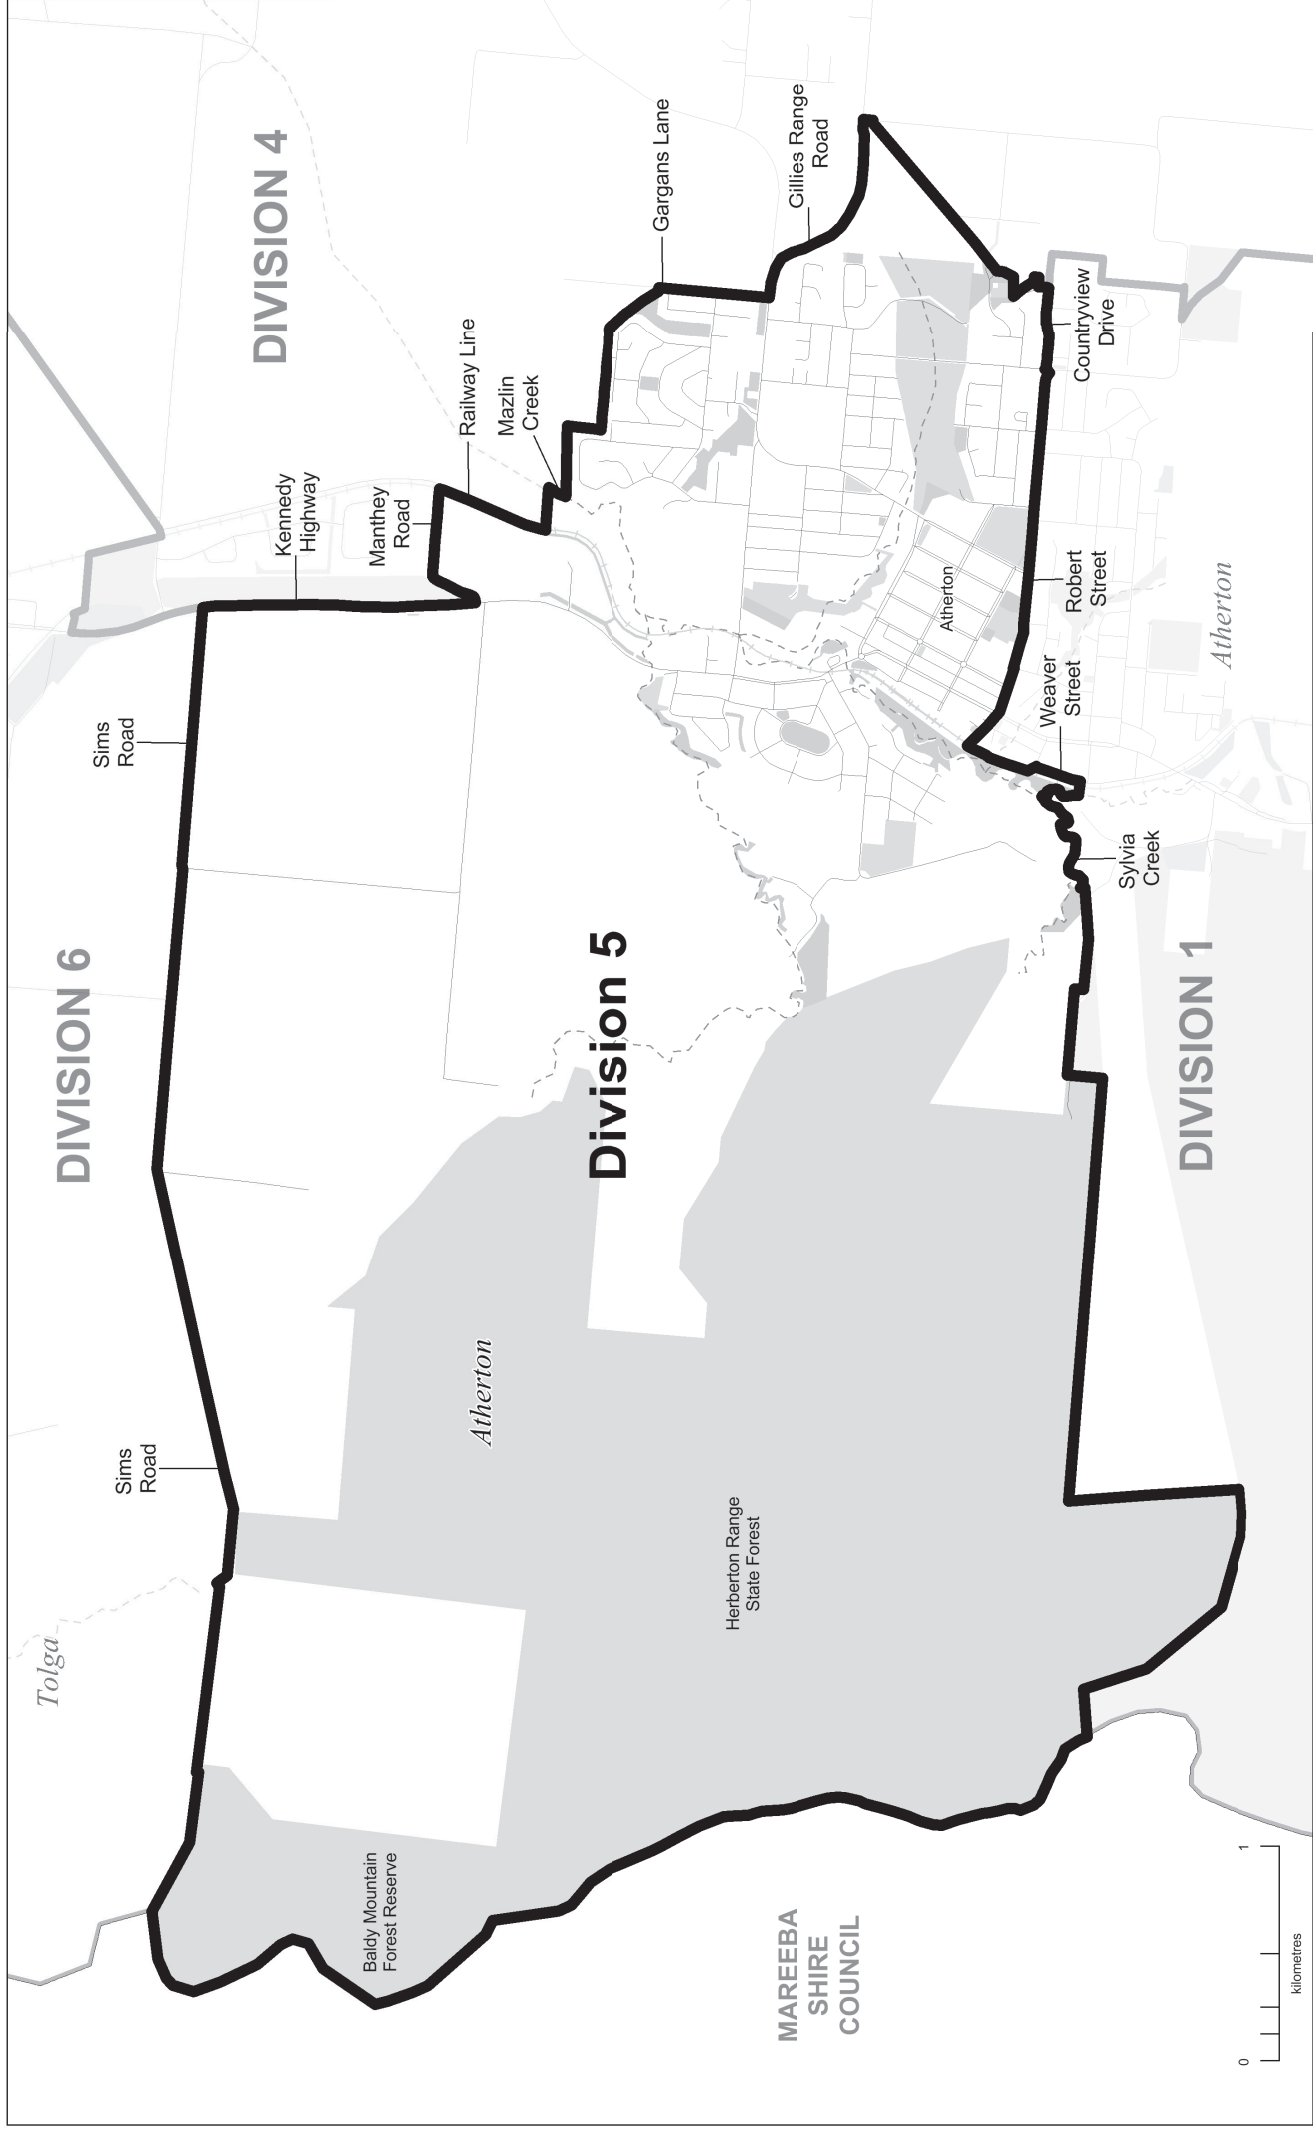 DIVISION 6
DIVISION 4
Tolga
Sims
Road
Sims
Road
Kennedy
Highway
Manthey
Road
Railway Line
Mazlin
Creek
Gargans Lane
Gillies Range
Road
Division 5
Atherton
Baldy Mountain
Forest Reserve
Herberton Range
State Forest
Atherton
Countryview
Drive
Robert
Street
Weaver
Street
Sylvia
Creek
Atherton
DIVISION 1
MAREEBA
SHIRE
COUNCIL
0 1
kilometres